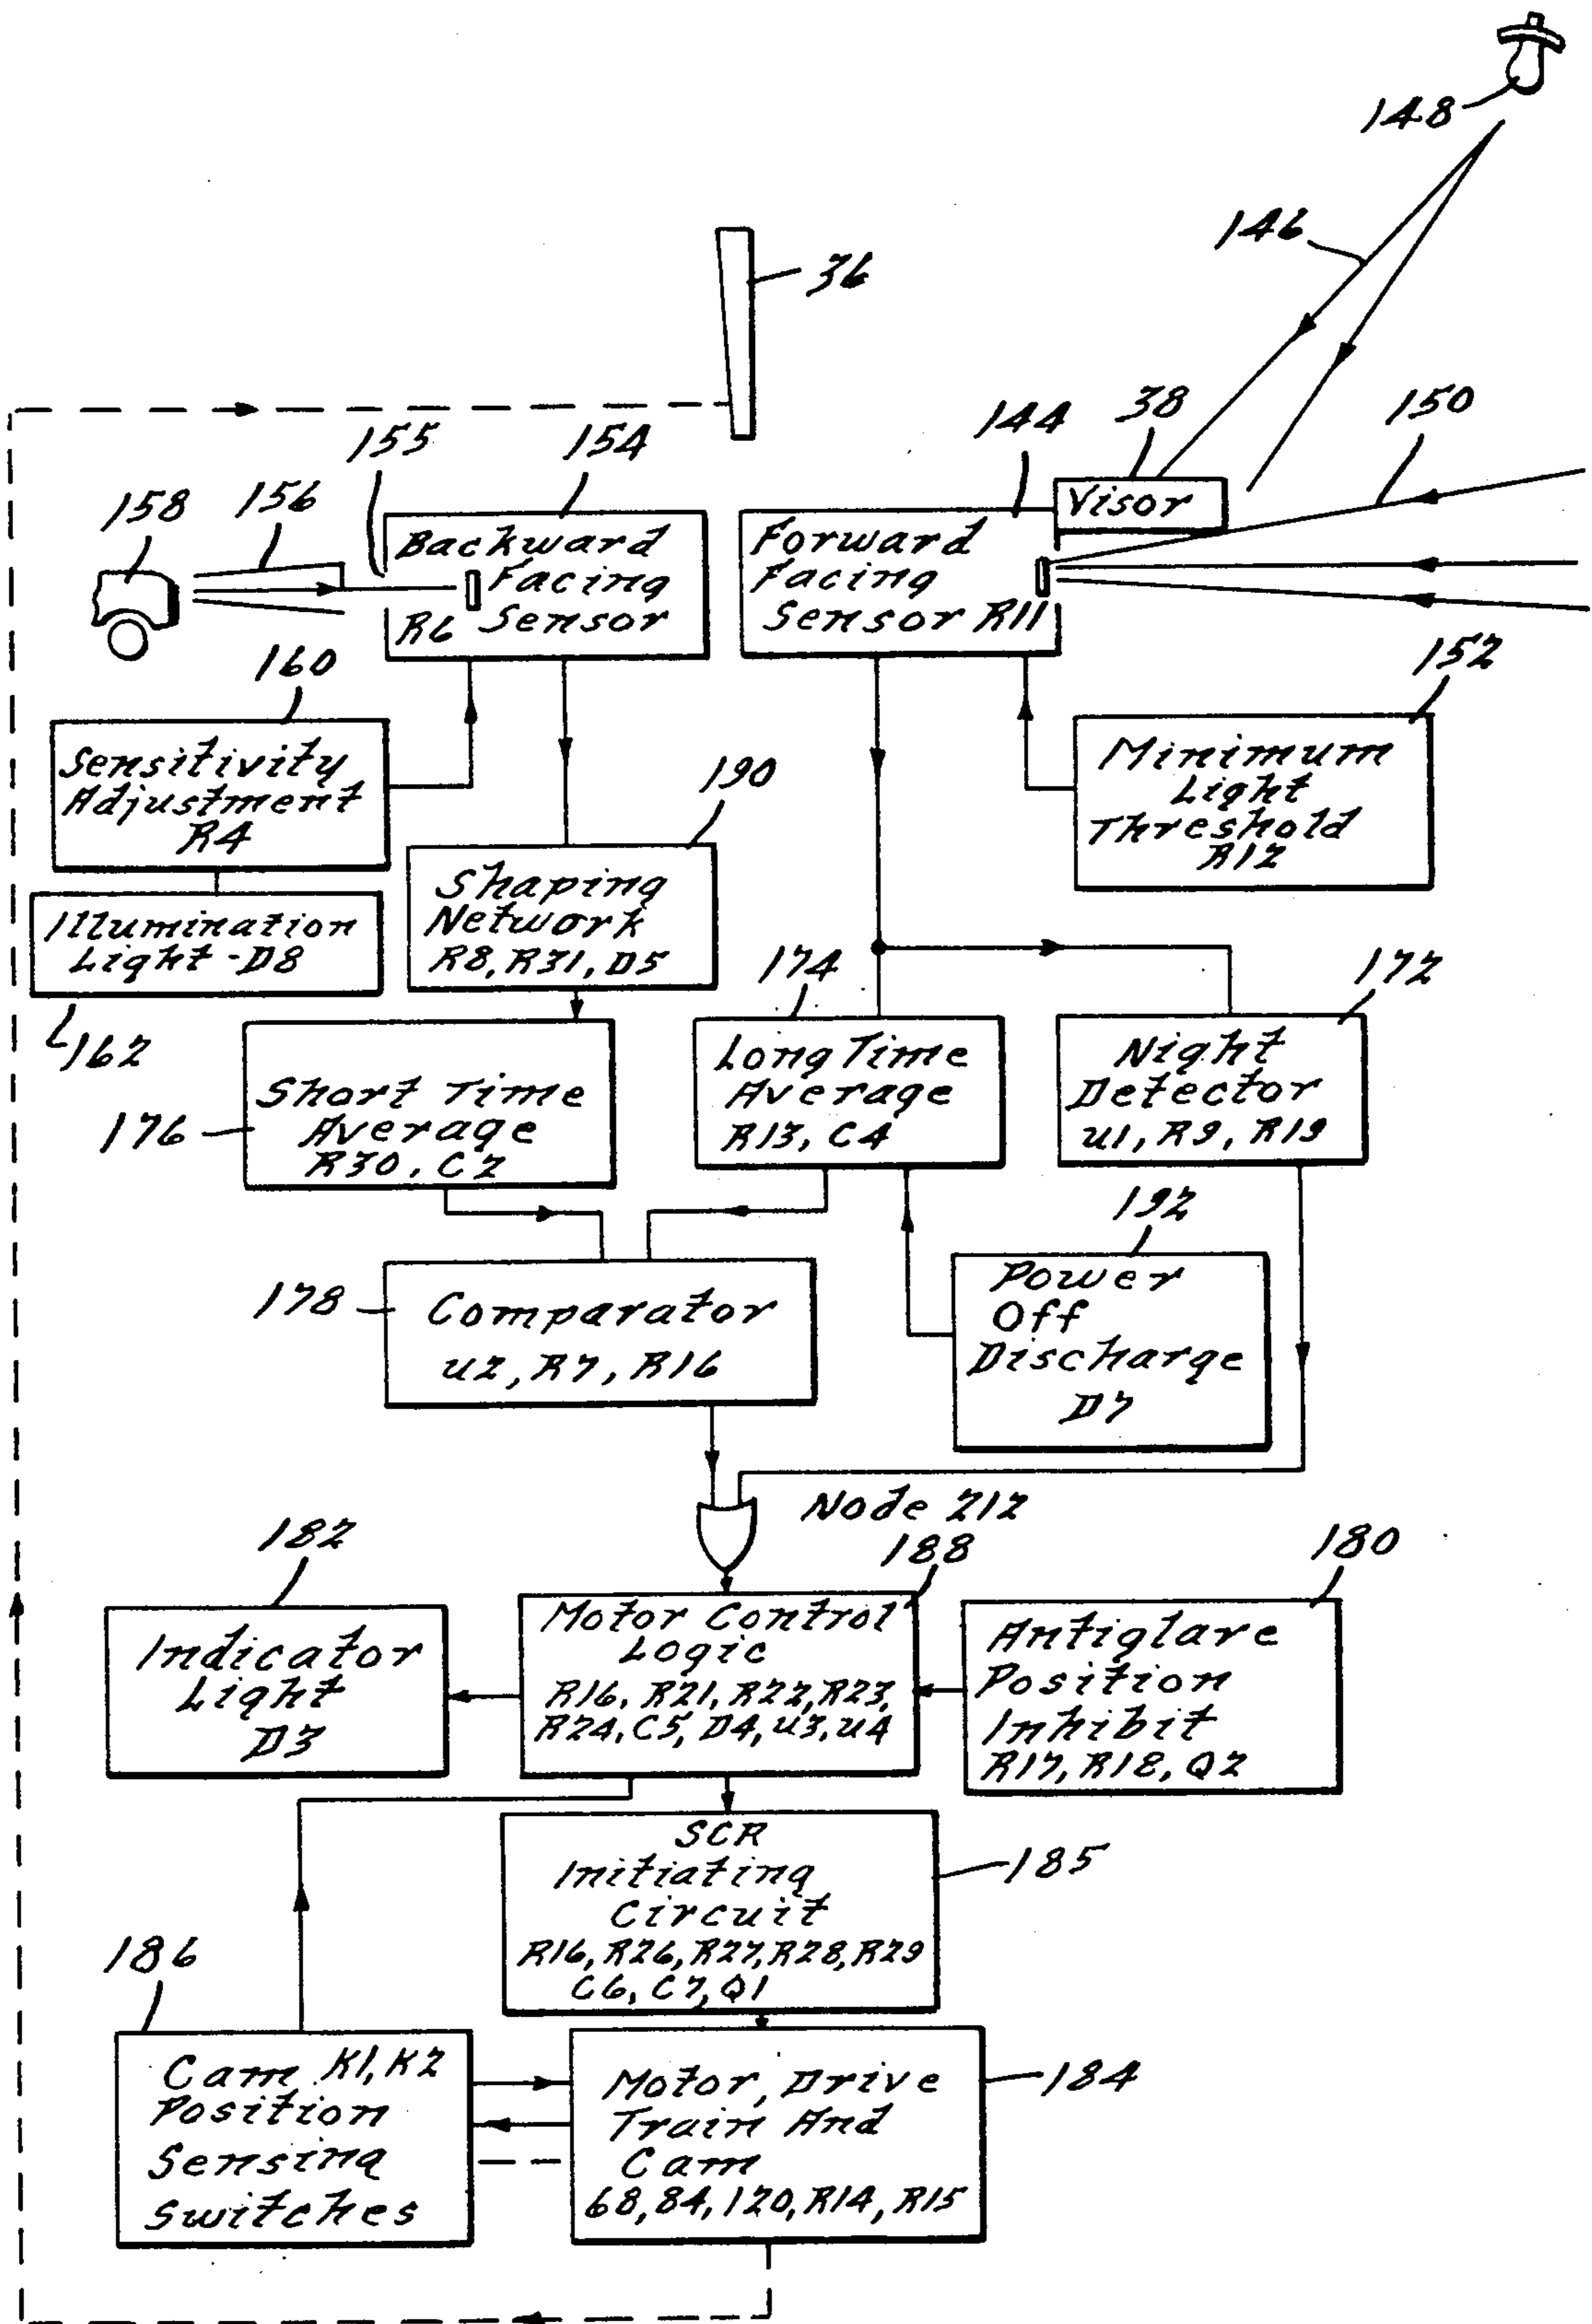 148
146
36
38
150
144
155
154
158
156
Visor
Backward
Facing
Sensor
R6
Forward
Facing
Sensor R11
160
152
Sensitivity
Adjustment
R4
Minimum
Light
Threshold
R12
190
Illumination
Light-D8
162
Shaping
Network
R8, R31, D5
174
172
Short Time
Average
R30, C2
176
Long Time
Average
R13, C4
Night
Detector
U1, R9, R19
192
178
Comparator
U2, R7, R16
Power
Off
Discharge
D7
Node 212
182
188
180
Indicator
Light
D3
Motor Control
Logic
R16, R21, R22, R23,
R24, C5, D4, U3, U4
Antiglare
Position
Inhibit
R17, R18, Q2
SCR
Initiating
Circuit
R16, R26, R27, R28, R29
C6, C7, Q1
185
186
Cam K1, K2
Position
Sensing
Switches
Motor, Drive
Train And
Cam
68, 84, 120, R14, R15
184